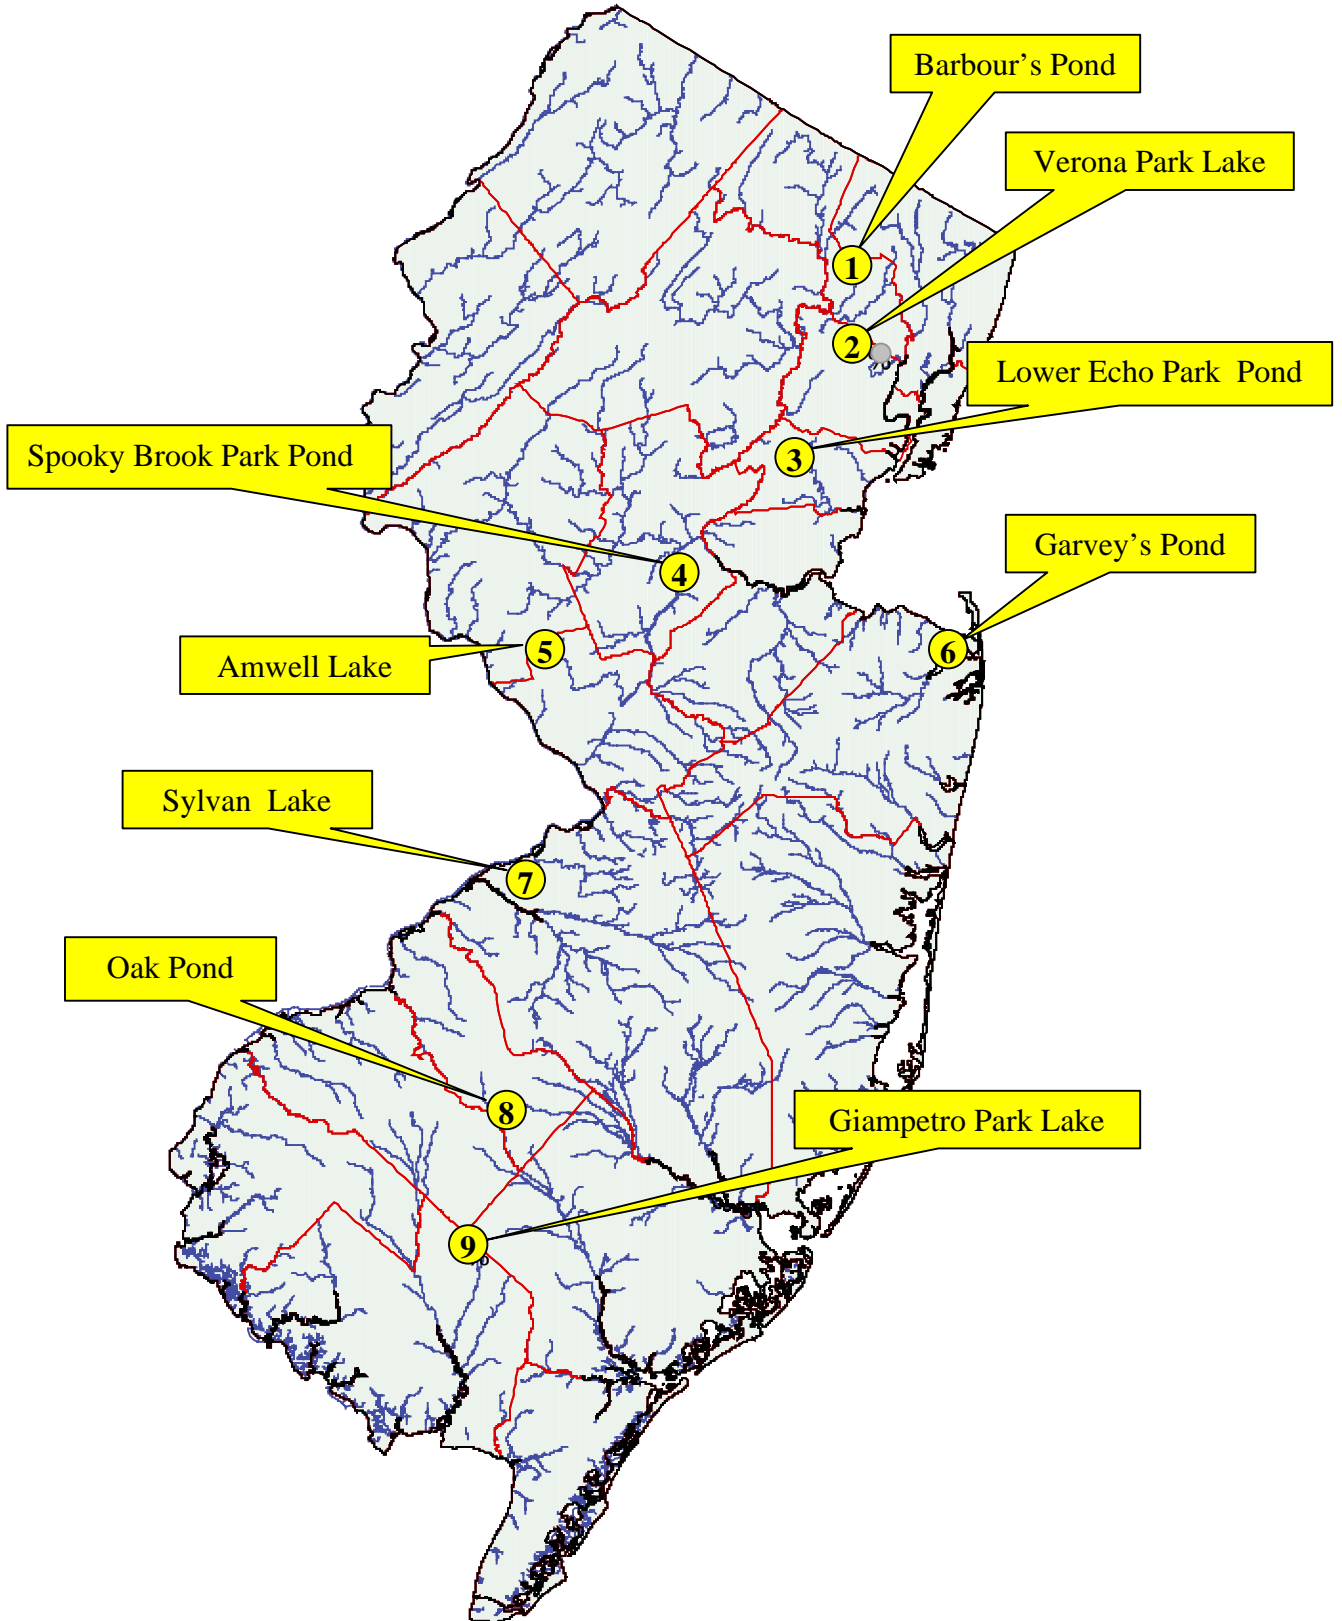 Barbour’s Pond
Verona Park Lake
1
2
Lower Echo Park  Pond
Spooky Brook Park Pond
3
Garvey’s Pond
4
Amwell Lake
5
6
Sylvan  Lake
7
Oak Pond
8
Giampetro Park Lake
9